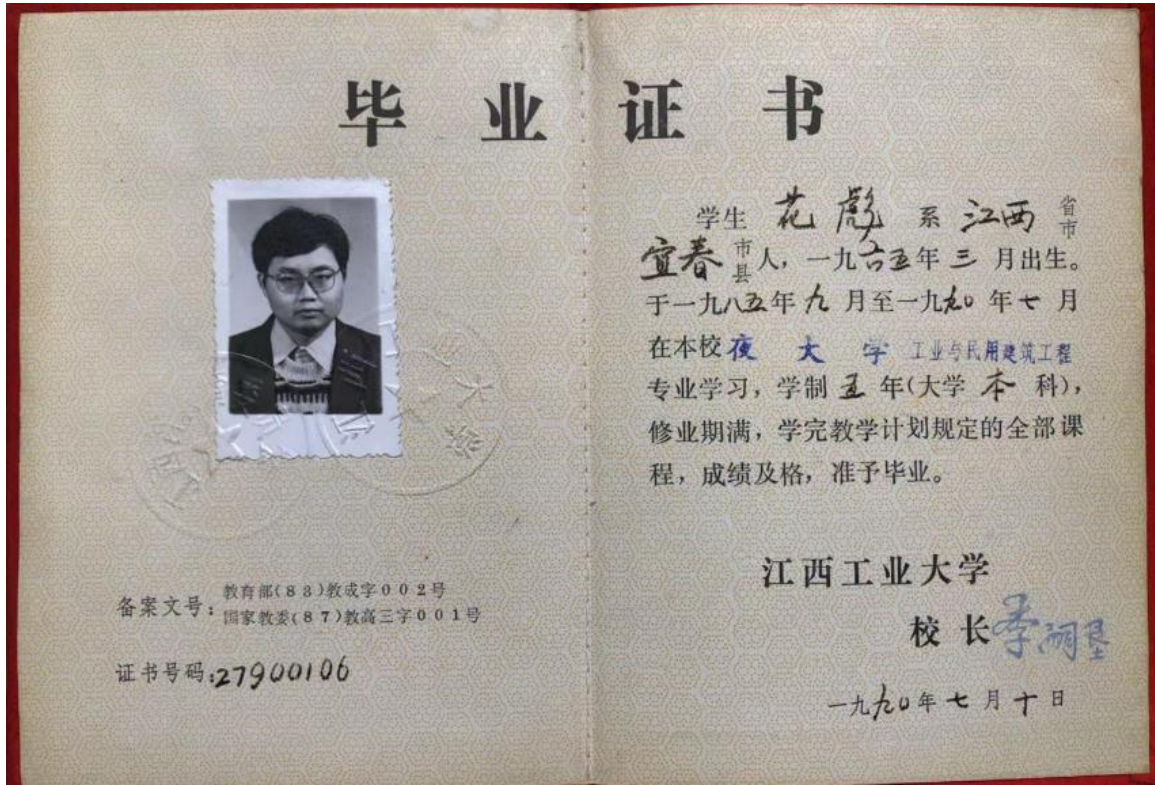 毕业证书
学生 花彪 系 江西 省市
宜春 市县人，一九六五年 三 月出生。
于一九八五年 九 月至一九九0 年 七 月
在本校夜大学 工业与民用建筑工程
专业学习，学制 五 年(大学 本 科)，
修业期满，学完教学计划规定的全部课
程，成绩及格，准予毕业。
江西工业大学
校长 李嗣垦
一九九0年 七 月 十 日
备案文号：教育部(83)教成字002号
国家教委(87)教高三字001号
证书号码:27900106